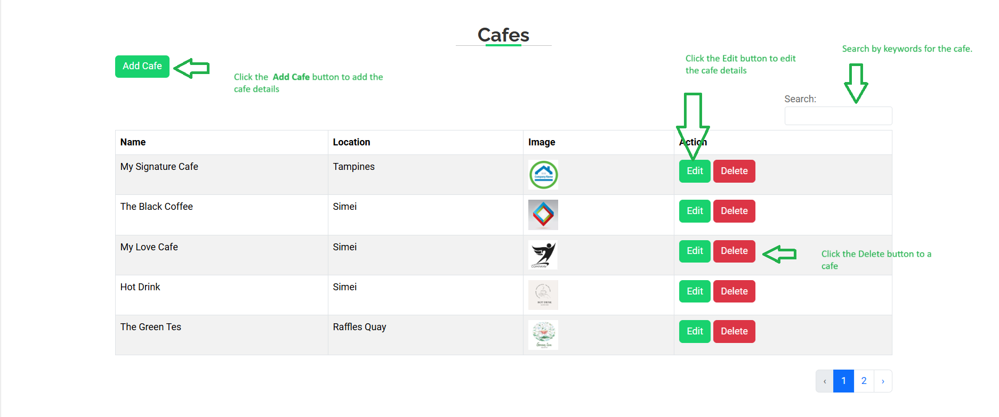 Cafes
Search by keywords for the cafe.
Add Cafe
Click the Add Cafe button to add the
cafe details
Click the Edit button to edit
the cafe details
Search:
Name Location Image Action
My Signature Cafe Tampines Company Name Edit Delete
The Black Coffee Simei Edit Delete
My Love Cafe Simei COMPANY Edit Delete
Click the Delete button to a
cafe
Hot Drink Simei HOT DRINK Edit Delete
The Green Tes Raffles Quay Green tea Edit Delete
‹ 1 2 ›